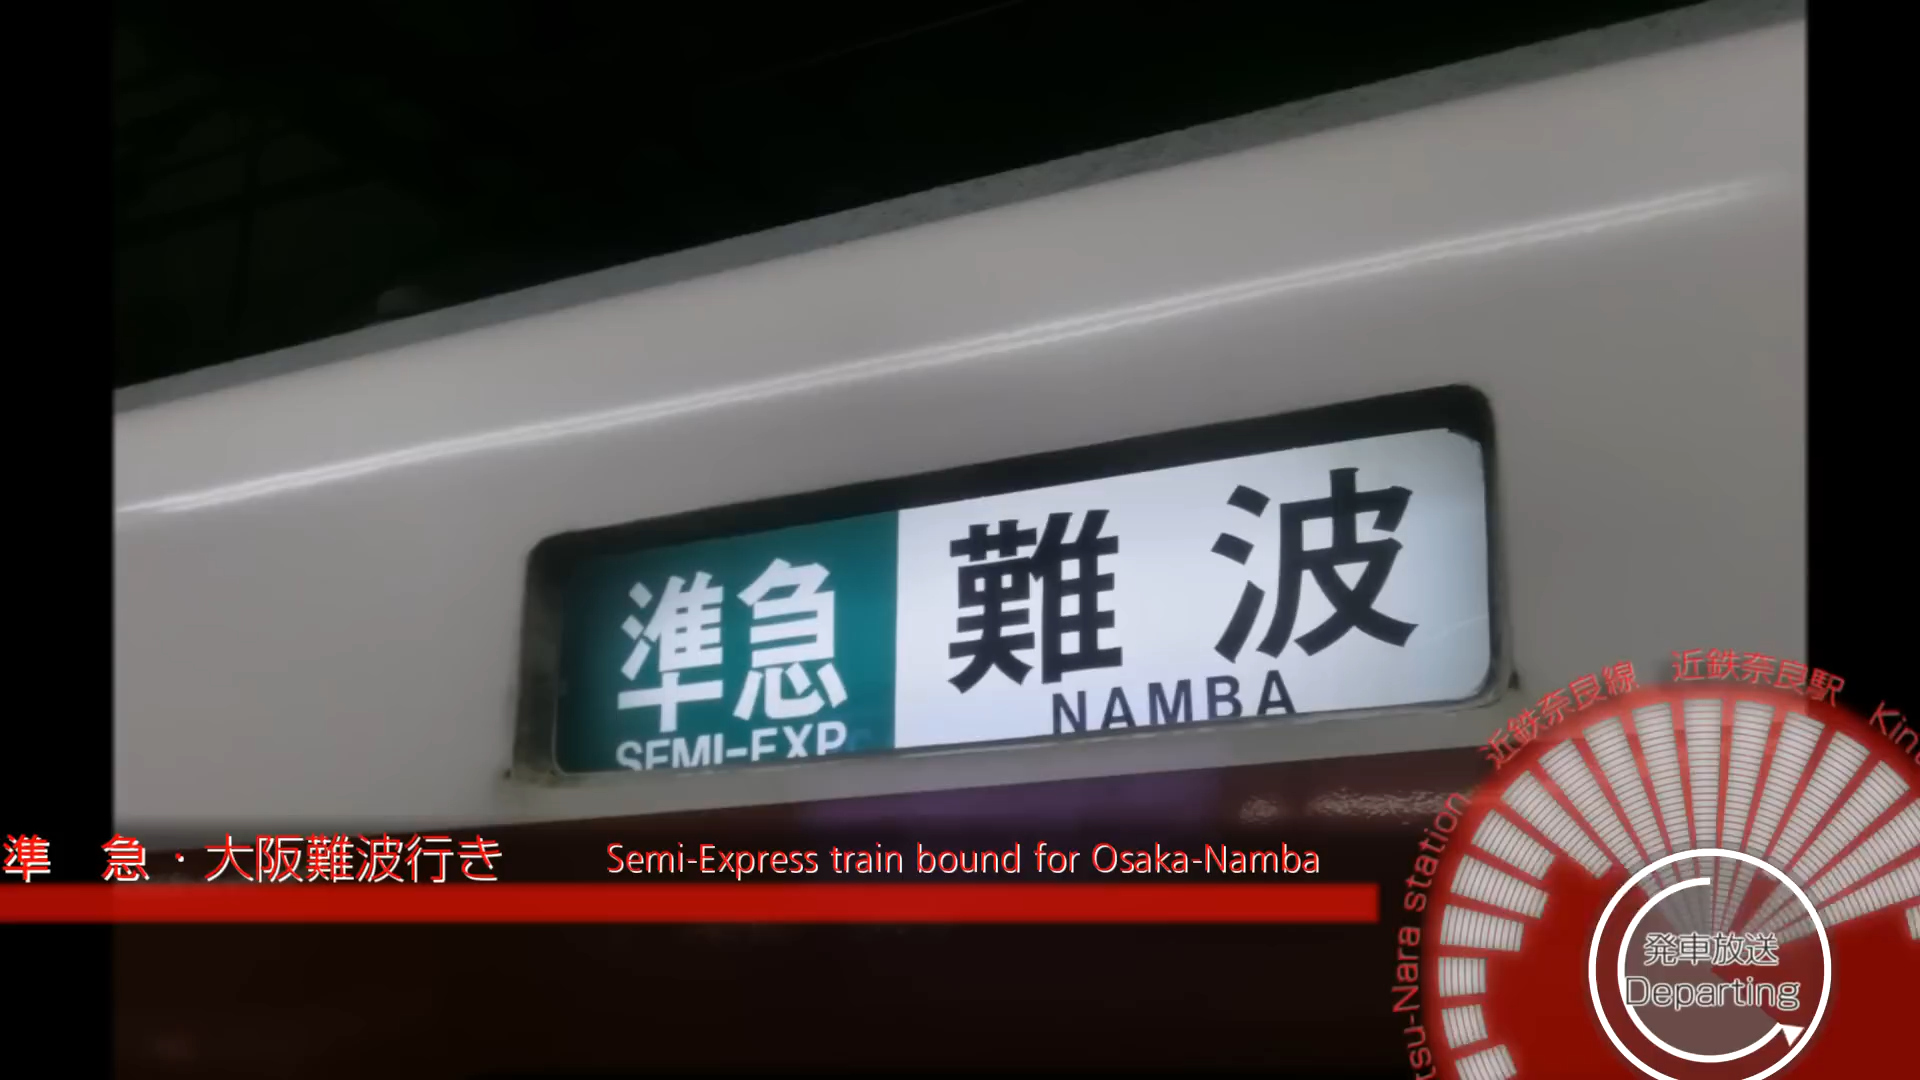 準急
SEMI-EXP
難波
NAMBA
準 急・大阪難波行き
Semi-Express train bound for Osaka-Namba
近鉄奈良線 近鉄奈良駅
tsu-Nara station
発車放送
Departing